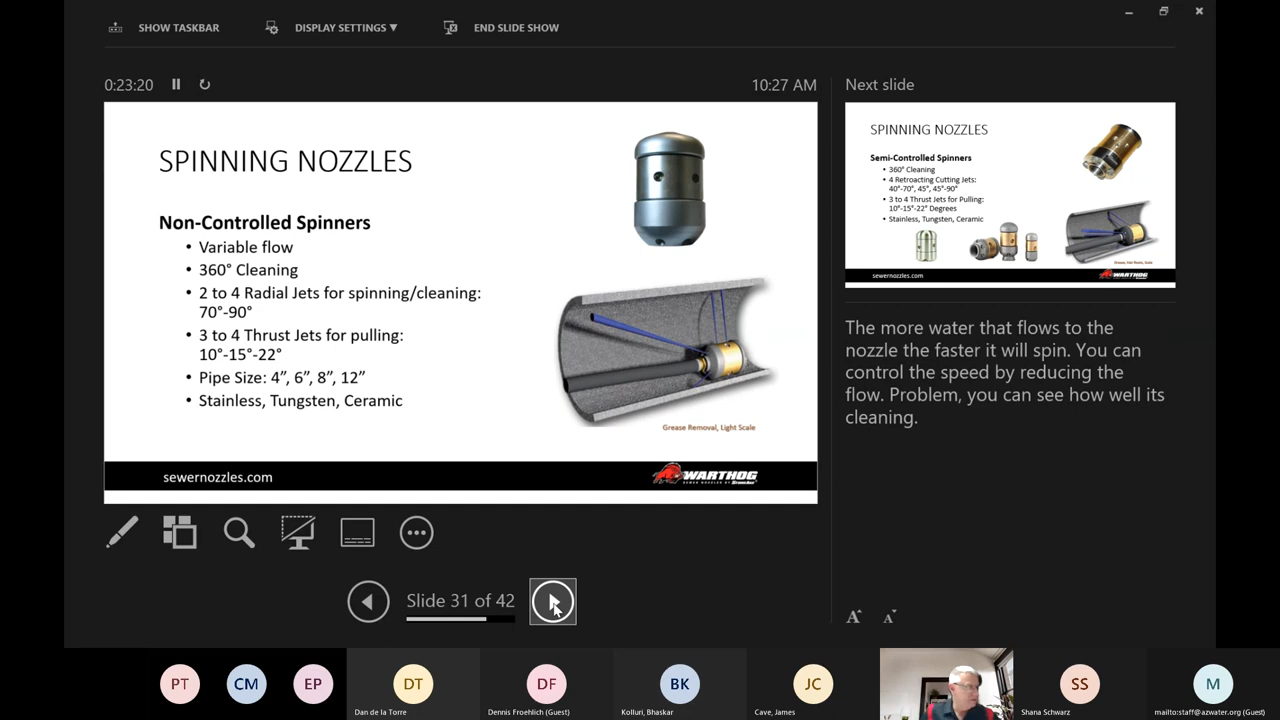 SHOW TASKBAR
DISPLAY SETTINGS ▼
END SLIDE SHOW
0:23:20
10:27 AM
SPINNING NOZZLES
Non-Controlled Spinners
• Variable flow
• 360° Cleaning
• 2 to 4 Radial Jets for spinning/cleaning:
70°-90°
• 3 to 4 Thrust Jets for pulling:
10°-15°-22°
• Pipe Size: 4”, 6”, 8”, 12”
• Stainless, Tungsten, Ceramic
Grease Removal, Light Scale
sewernozzles.com
WARTHOG
Slide 31 of 42
Next slide
SPINNING NOZZLES
Semi-Controlled Spinners
• 360° Cleaning
• 4 Retroacting Cutting Jets:
40°-70°, 45°, 45°-90°
• 3 to 4 Thrust Jets for Pulling:
10°-15°-22° Degrees
• Stainless, Tungsten, Ceramic
sewernozzles.com
WARTHOG
The more water that flows to the
nozzle the faster it will spin. You can
control the speed by reducing the
flow. Problem, you can see how well its
cleaning.
A
A
PT
CM
EP
DT
Dan de la Torre
DF
Dennis Froehlich (Guest)
BK
Kolluri, Bhaskar
JC
Cave, James
SS
Shana Schwarz
M
mailto:staff@azwater.org (Guest)